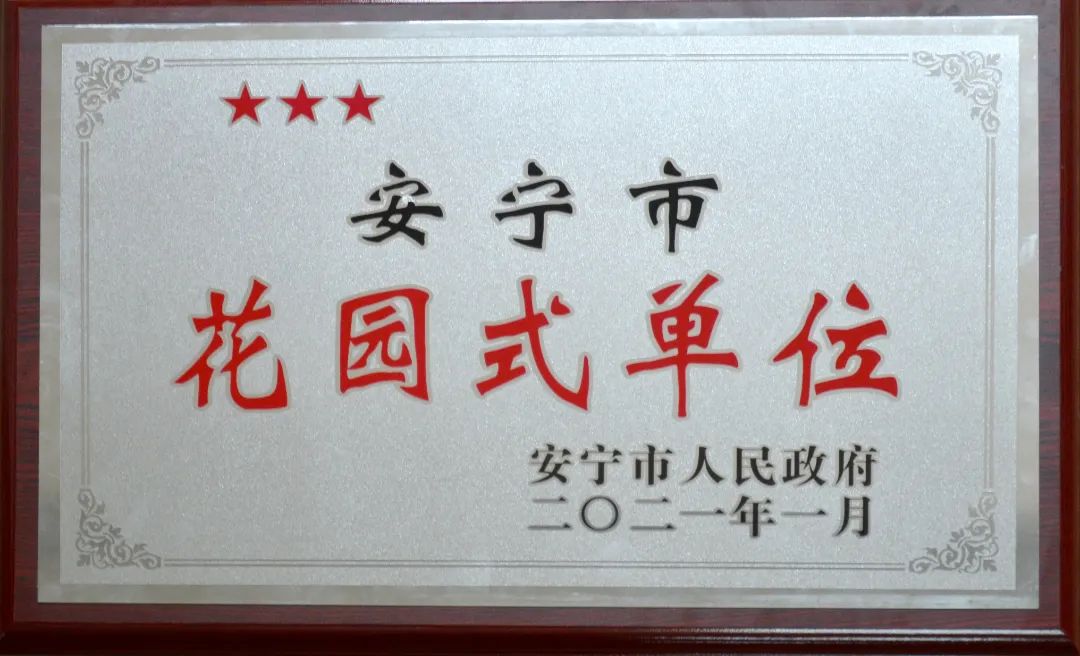 ★★★
安宁市
花园式单位
安宁市人民政府
二〇二一年一月